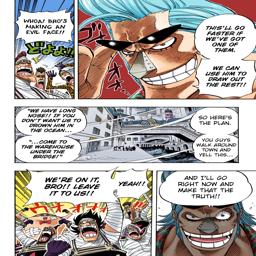 WHOA! BRO'S
MAKING AN
EVIL FACE!!
THIS'LL GO
FASTER IF
WE'VE GOT
ONE OF
THEM.
WE CAN
USE HIM TO
DRAW OUT
THE REST!!
"WE HAVE LONG
NOSE!! IF YOU
DON'T WANT US TO
DROWN HIM IN
THE OCEAN...
"...COME TO
THE WAREHOUSE
UNDER THE
BRIDGE!"
SO HERE'S
THE PLAN.
YOU GUYS
WALK AROUND
TOWN AND
YELL THIS...
WE'RE ON IT,
BRO!! LEAVE
IT TO US!!
YEAH!!
AND I'LL GO
RIGHT NOW AND
MAKE THAT THE
TRUTH!!